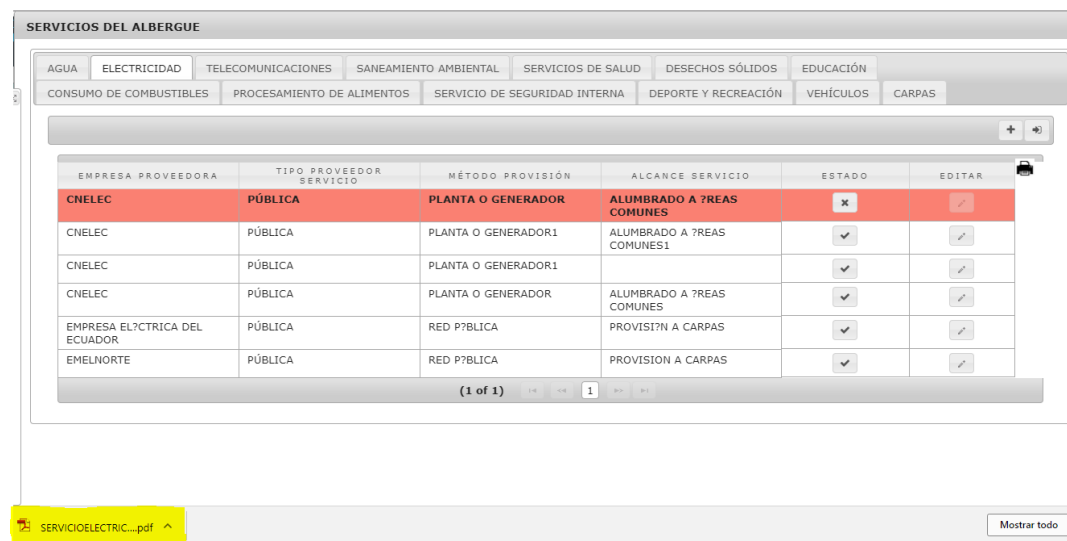 SERVICIOS DEL ALBERGUE
AGUA ELECTRICIDAD TELECOMUNICACIONES SANEAMIENTO AMBIENTAL SERVICIOS DE SALUD DESECHOS SÓLIDOS EDUCACIÓN
CONSUMO DE COMBUSTIBLES PROCESAMIENTO DE ALIMENTOS SERVICIO DE SEGURIDAD INTERNA DEPORTE Y RECREACIÓN VEHÍCULOS CARPAS
EMPRESA PROVEEDORA TIPO PROVEEDOR SERVICIO MÉTODO PROVISIÓN ALCANCE SERVICIO ESTADO EDITAR
CNELEC PÚBLICA PLANTA O GENERADOR ALUMBRADO A ?REAS
COMUNES
CNELEC PÚBLICA PLANTA O GENERADOR1 ALUMBRADO A ?REAS
COMUNES1
CNELEC PÚBLICA PLANTA O GENERADOR1
CNELEC PÚBLICA PLANTA O GENERADOR ALUMBRADO A ?REAS
COMUNES
EMPRESA EL?CTRICA DEL PÚBLICA RED P?BLICA PROVISI?N A CARPAS
ECUADOR
EMELNORTE PÚBLICA RED P?BLICA PROVISION A CARPAS
(1 of 1) 1
SERVICIOELECTRIC....pdf Mostrar todo